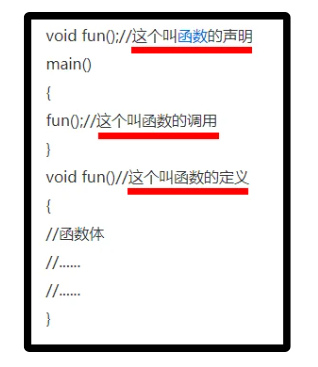 void fun();//这个叫函数的声明
main()
{
fun();//这个叫函数的调用
}
void fun()//这个叫函数的定义
{
//函数体
//......
//......
}